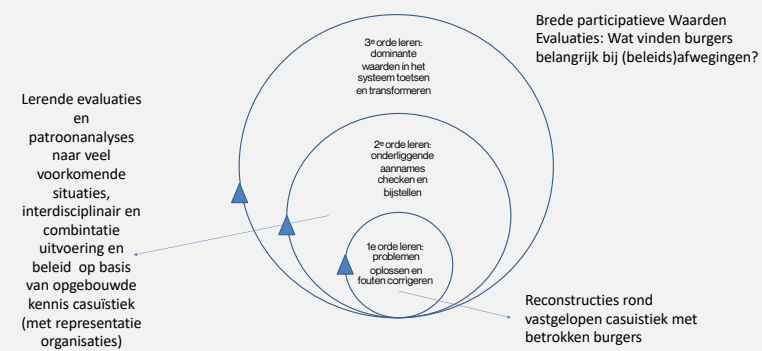 Brede participatieve Waarden
Evaluaties: Wat vinden burgers
belangrijk bij (beleids)afwegingen?
3e orde leren:
dominante
waarden in het
systeem toetsen
en transformeren
Lerende evaluaties
en
patroonanalyses
naar veel
voorkomende
situaties,
interdisciplinair en
combintatie
uitvoering en
beleid op basis
van opgebouwde
kennis casuïstiek
(met representatie
organisaties)
2e orde leren:
onderliggende
aannames
checken en
bijstellen
1e orde leren:
problemen
oplossen en
fouten corrigeren
Reconstructies rond
vastgelopen casuistiek met
betrokken burgers